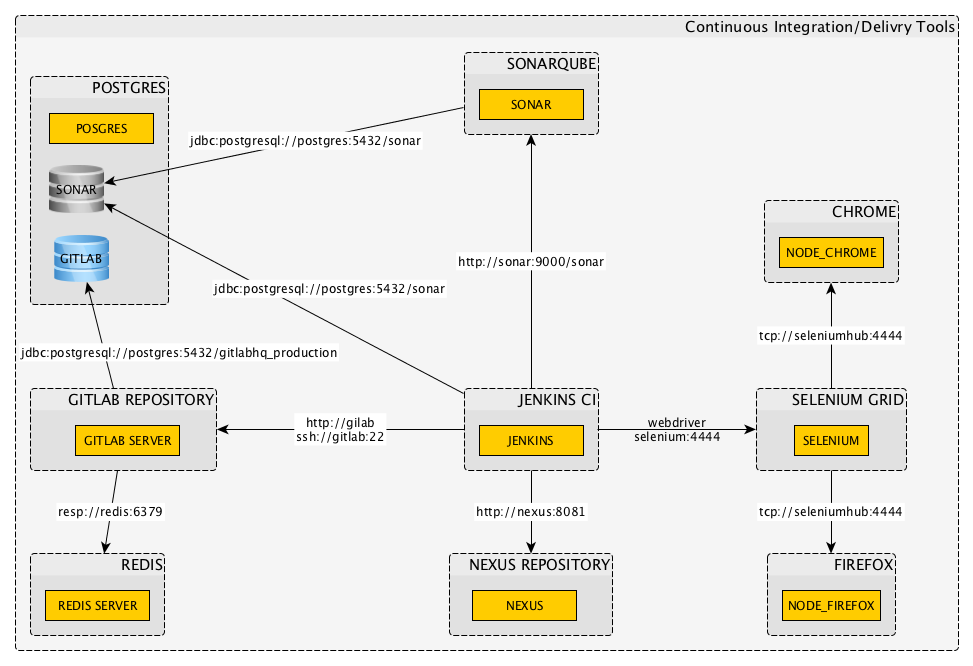 Continuous Integration/Delivry Tools
POSTGRES
POSGRES
SONAR
GITLAB
SONARQUBE
SONAR
jdbc:postgresql://postgres:5432/sonar
http://sonar:9000/sonar
jdbc:postgresql://postgres:5432/sonar
CHROME
NODE_CHROME
tcp://seleniumhub:4444
jdbc:postgresql://postgres:5432/gitlabhq_production
GITLAB REPOSITORY
GITLAB SERVER
http://gilab
ssh://gitlab:22
JENKINS CI
JENKINS
webdriver
selenium:4444
SELENIUM GRID
SELENIUM
resp://redis:6379
http://nexus:8081
tcp://seleniumhub:4444
REDIS
REDIS SERVER
NEXUS REPOSITORY
NEXUS
FIREFOX
NODE_FIREFOX